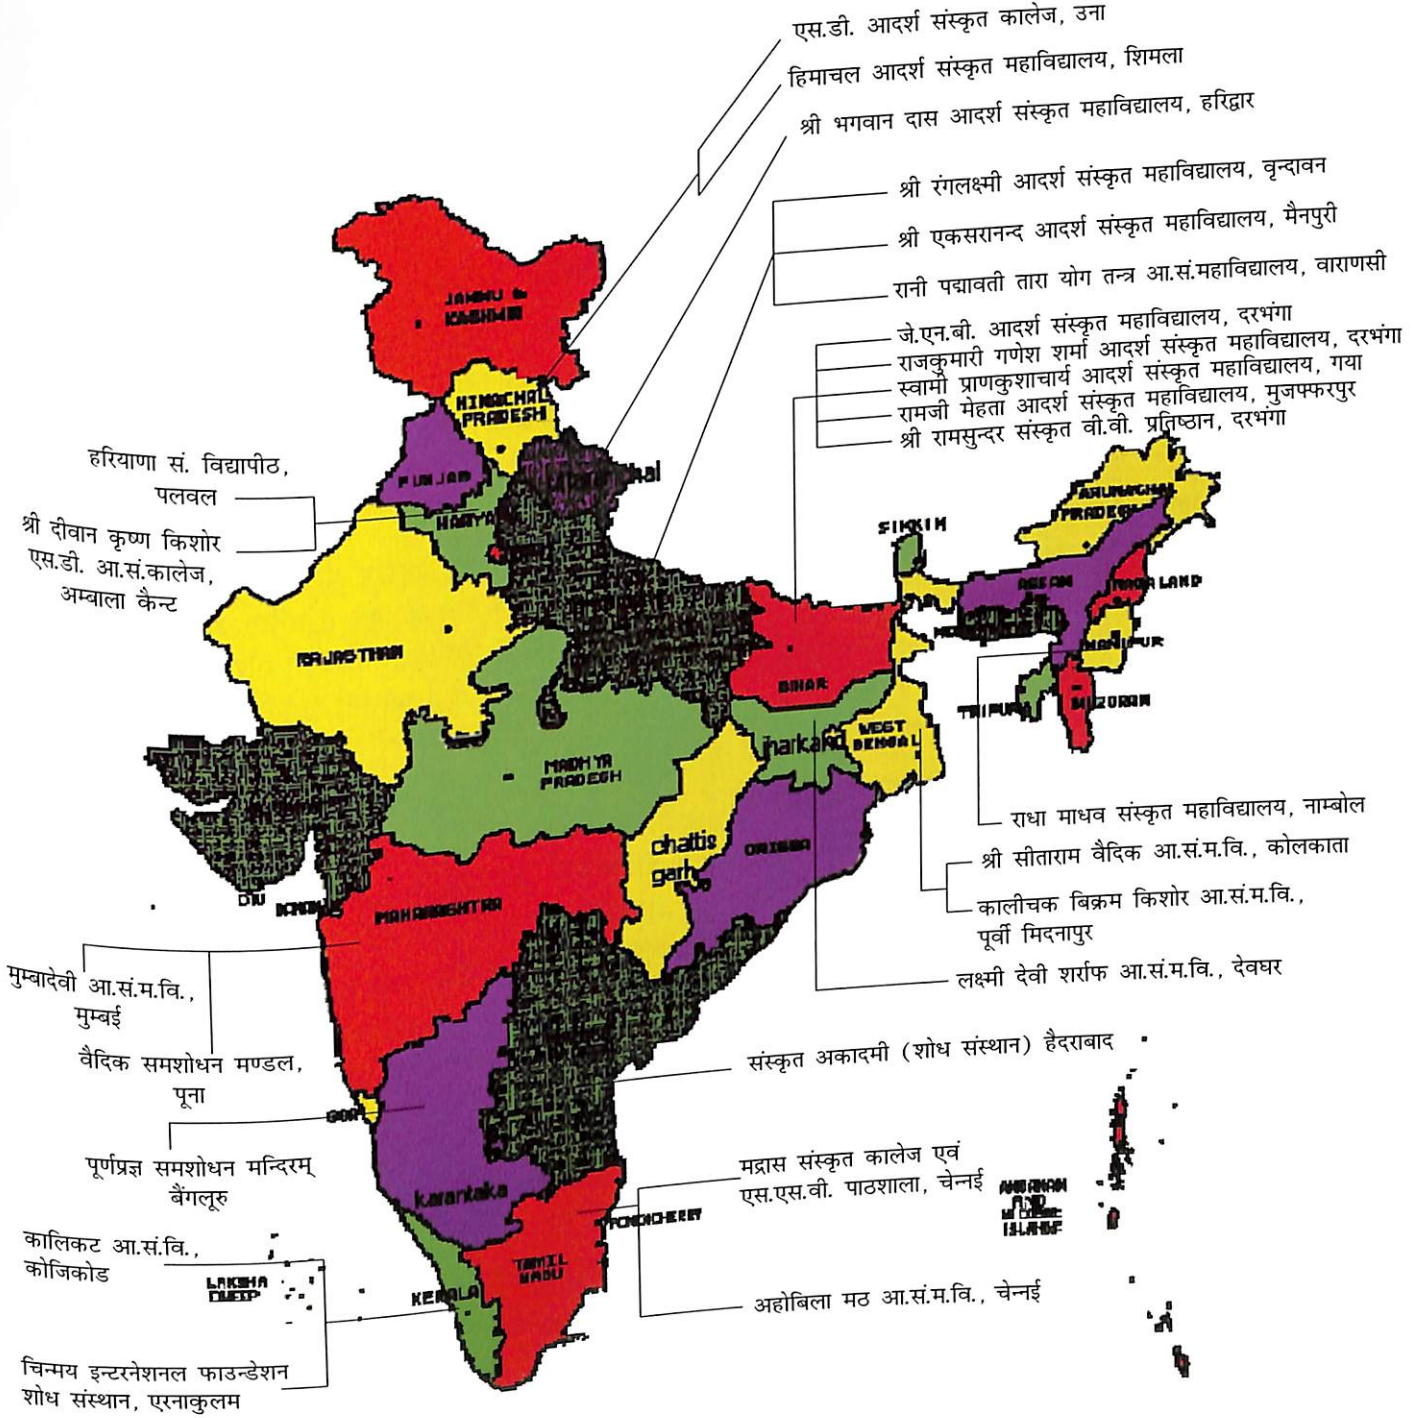 एस.डी. आदर्श संस्कृत कालेज, उना
हिमाचल आदर्श संस्कृत महाविद्यालय, शिमला
श्री भगवान दास आदर्श संस्कृत महाविद्यालय, हरिद्वार
श्री रंगलक्ष्मी आदर्श संस्कृत महाविद्यालय, वृन्दावन
श्री एकसरानन्द आदर्श संस्कृत महाविद्यालय, मैनपुरी
रानी पद्मावती तारा योग तन्त्र आ.सं.महाविद्यालय, वाराणसी
जे.एन.बी. आदर्श संस्कृत महाविद्यालय, दरभंगा
राजकुमारी गणेश शर्मा आदर्श संस्कृत महाविद्यालय, दरभंगा
स्वामी प्राणकुशाचार्य आदर्श संस्कृत महाविद्यालय, गया
रामजी मेहता आदर्श संस्कृत महाविद्यालय, मुजफ्फरपुर
श्री रामसुन्दर संस्कृत वी.वी. प्रतिष्ठान, दरभंगा
JAMMU &
KASHMIR
HIMACHAL
PRADESH
PUNJAB
हरियाणा सं. विद्यापीठ,
पलवल
श्री दीवान कृष्ण किशोर
एस.डी. आ.सं.कालेज,
अम्बाला कैन्ट
ARUNACHAL
PRADESH
SIKKIM
ASSAM
NAGALAND
MANIPUR
RAJASTHAN
BIHAR
TRIPURA
MIZORAM
WEST
BENGAL
jharkand
MADHYA
PRADEGH
chattis
garh
ORISSA
राधा माधव संस्कृत महाविद्यालय, नाम्बोल
श्री सीताराम वैदिक आ.सं.म.वि., कोलकाता
कालीचक बिक्रम किशोर आ.सं.म.वि.,
पूर्वी मिदनापुर
लक्ष्मी देवी शर्राफ आ.सं.म.वि., देवघर
DIU
MAHARASHTRA
मुम्बादेवी आ.सं.म.वि.,
मुम्बई
वैदिक समशोधन मण्डल,
पूना
संस्कृत अकादमी (शोध संस्थान) हैदराबाद
GOA
पूर्णप्रज्ञ समशोधन मन्दिरम्
बैंगलूरु
karantaka
मद्रास संस्कृत कालेज एवं
एस.एस.वी. पाठशाला, चेन्नई
PONDICHERRY
ANDAMAN
AND
NICOBAR
ISLANDS
कालिकट आ.सं.वि.,
कोजिकोड
LAKSHA
DWEEP
KERALA
TAMIL
NADU
अहोबिला मठ आ.सं.म.वि., चेन्नई
चिन्मय इन्टरनेशनल फाउन्डेशन
शोध संस्थान, एरनाकुलम